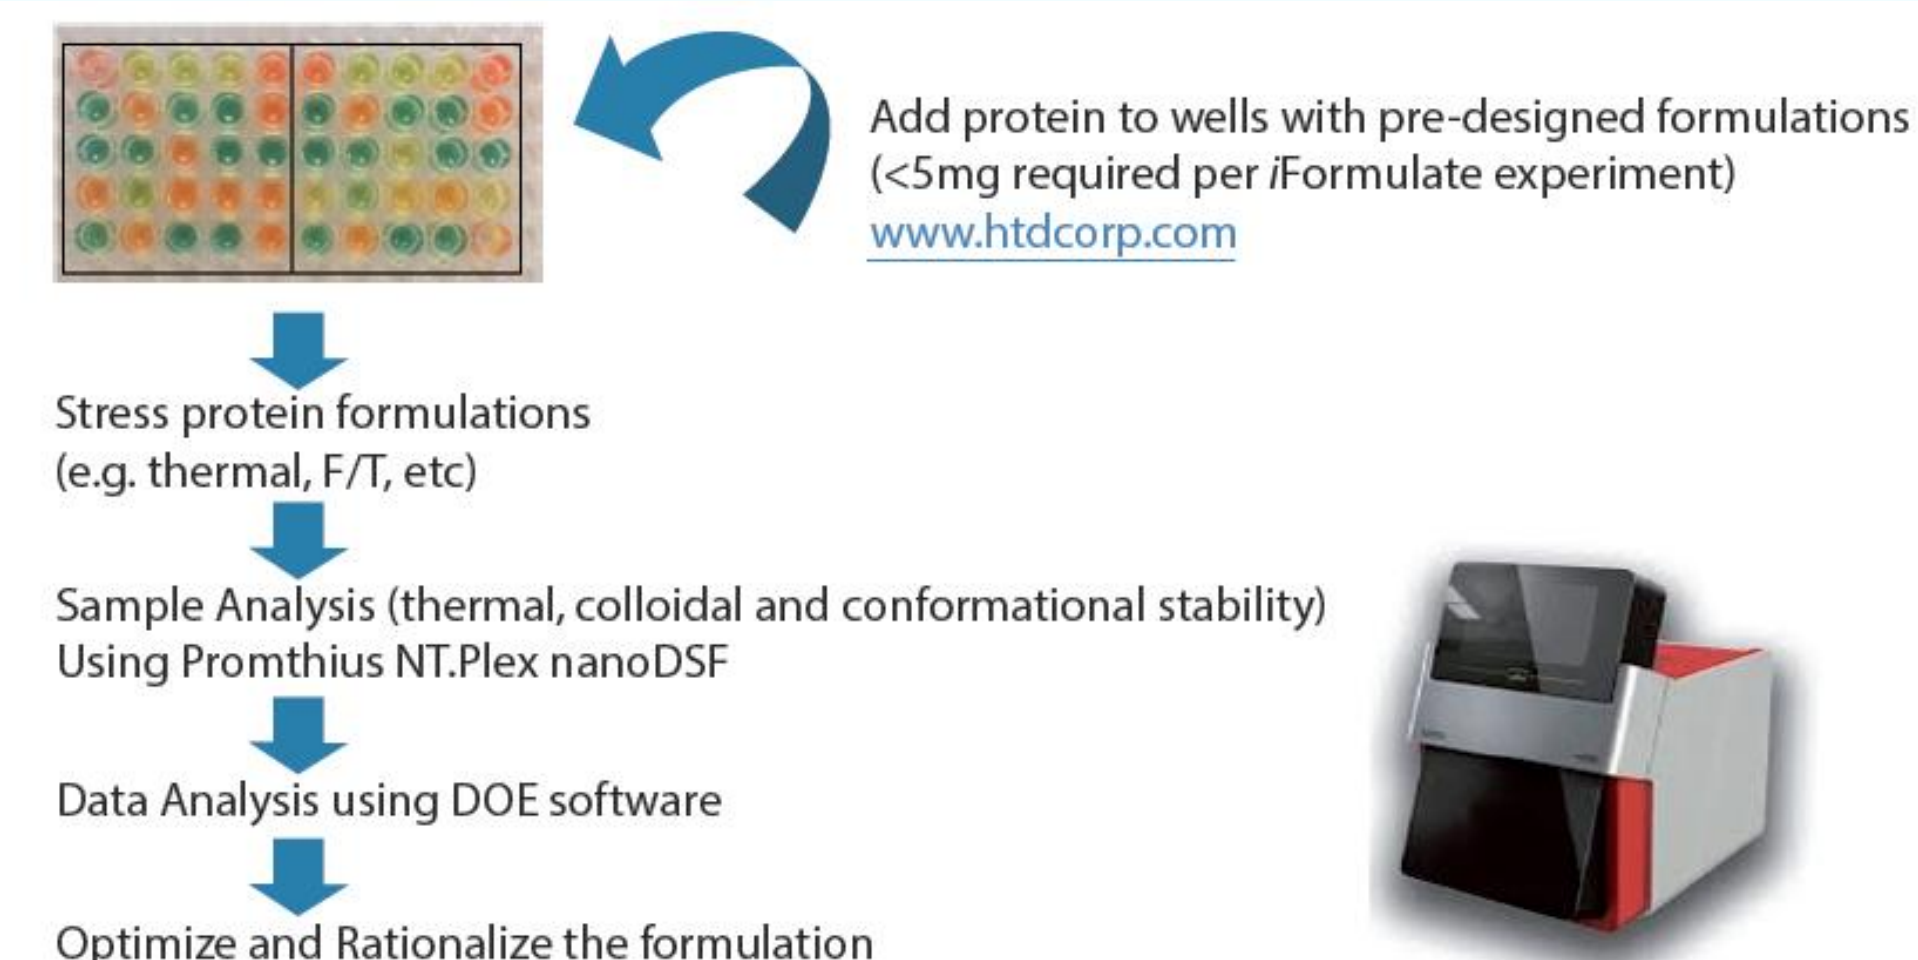 Add protein to wells with pre-designed formulations
(<5mg required per iFormulate experiment)
www.htdcorp.com
Stress protein formulations
(e.g. thermal, F/T, etc)
Sample Analysis (thermal, colloidal and conformational stability)
Using Promthius NT.Plex nanoDSF
Data Analysis using DOE software
Optimize and Rationalize the formulation